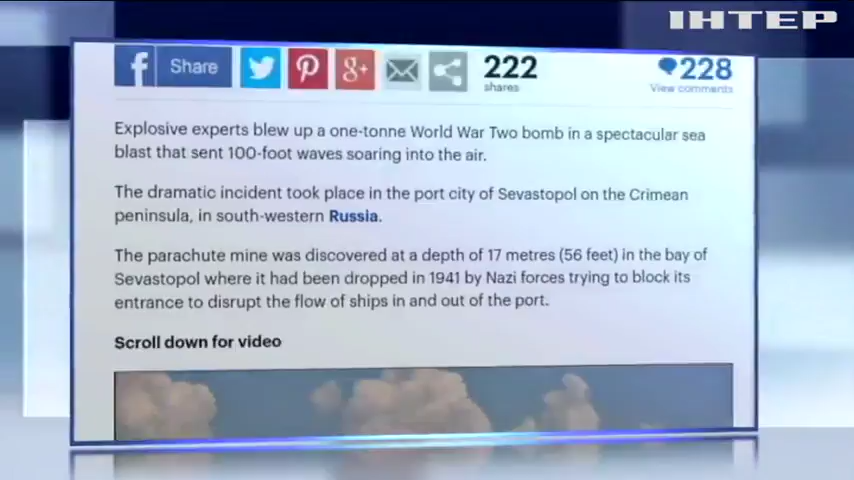 ІНТЕР
f Share
g+
222
shares
228
View comments
Explosive experts blew up a one-tonne World War Two bomb in a spectacular sea
blast that sent 100-foot waves soaring into the air.
The dramatic incident took place in the port city of Sevastopol on the Crimean
peninsula, in south-western Russia.
The parachute mine was discovered at a depth of 17 metres (56 feet) in the bay of
Sevastopol where it had been dropped in 1941 by Nazi forces trying to block its
entrance to disrupt the flow of ships in and out of the port.
Scroll down for video